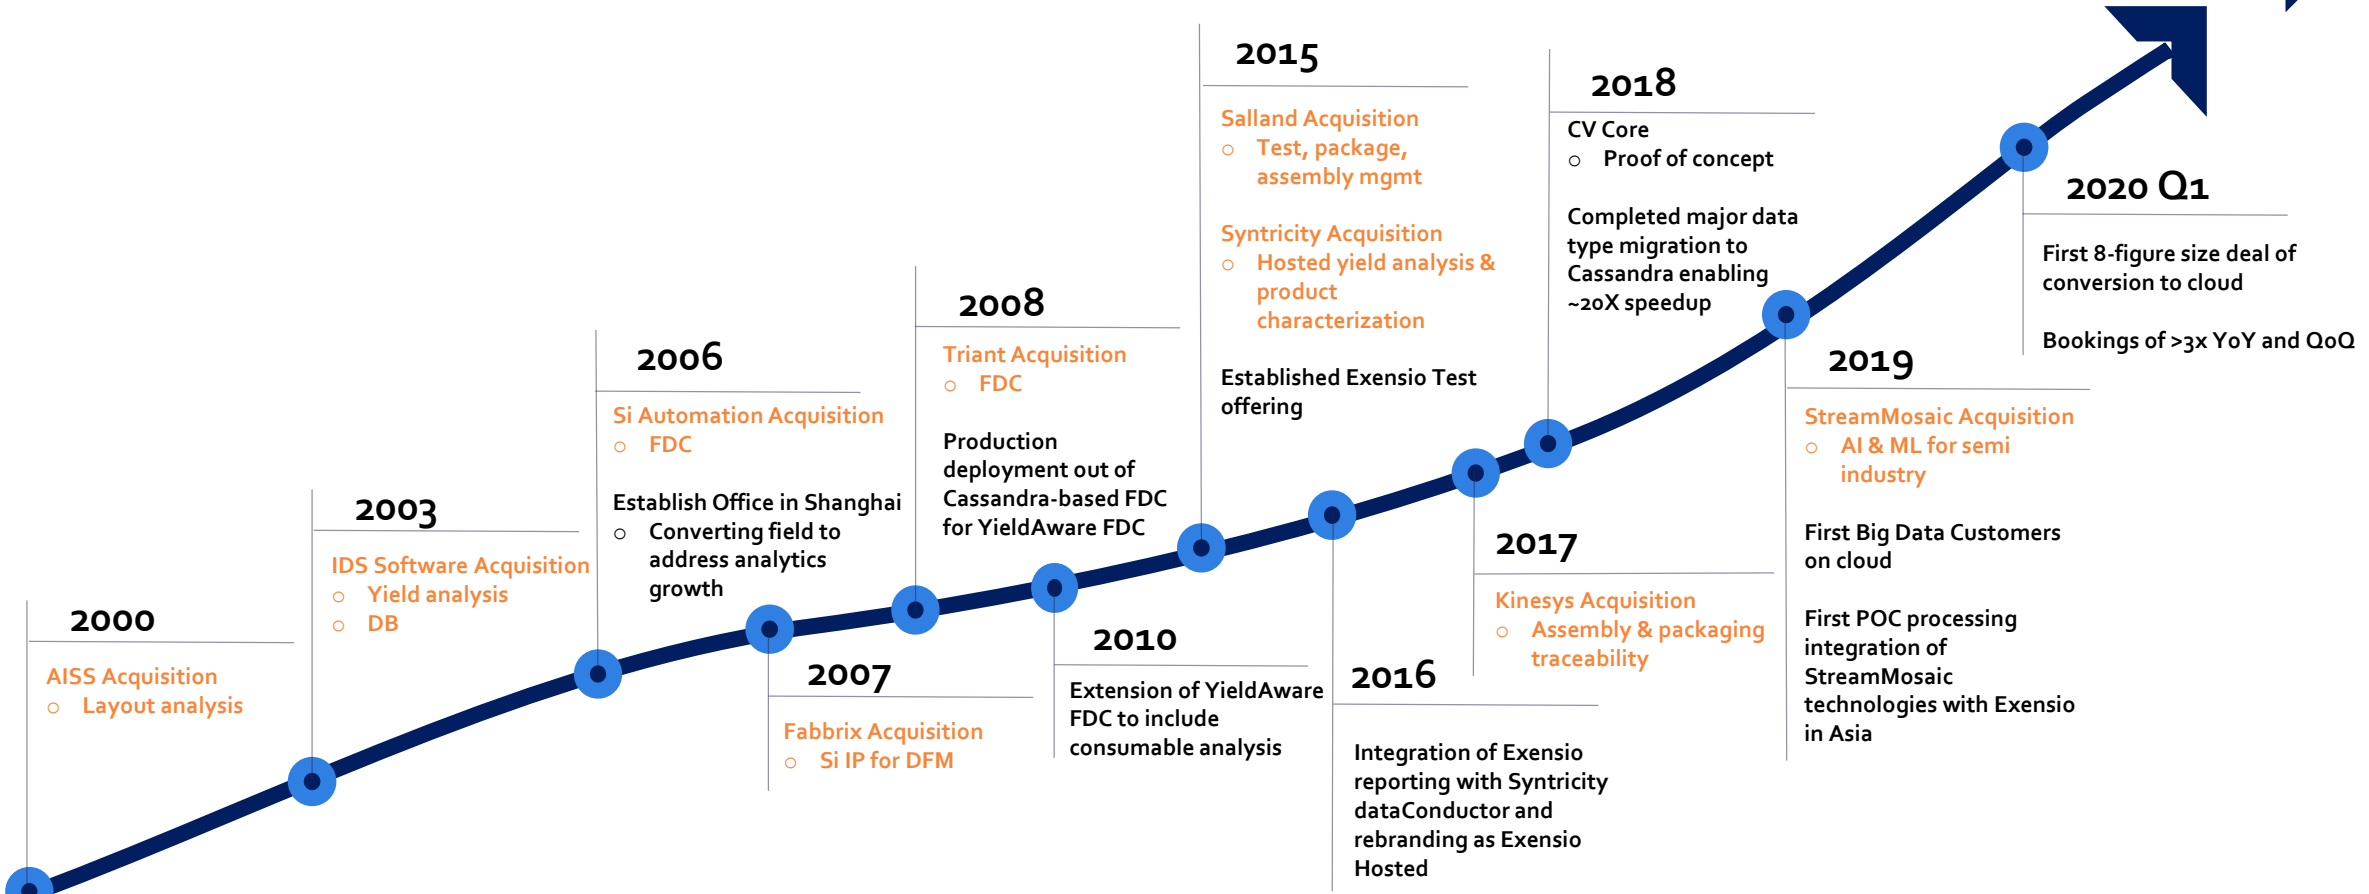 2000
AISS Acquisition
o Layout analysis
2003
IDS Software Acquisition
o Yield analysis
o DB
2006
Si Automation Acquisition
o FDC
Establish Office in Shanghai
o Converting field to
address analytics
growth
2007
Fabbrix Acquisition
o Si IP for DFM
2008
Triant Acquisition
o FDC
Production
deployment out of
Cassandra-based FDC
for YieldAware FDC
2010
Extension of YieldAware
FDC to include
consumable analysis
2015
Salland Acquisition
o Test, package,
assembly mgmt
Syntricity Acquisition
o Hosted yield analysis &
product
characterization
Established Exensio Test
offering
2016
Integration of Exensio
reporting with Syntricity
dataConductor and
rebranding as Exensio
Hosted
2017
Kinesys Acquisition
o Assembly & packaging
traceability
2018
CV Core
o Proof of concept
Completed major data
type migration to
Cassandra enabling
~20X speedup
2019
StreamMosaic Acquisition
o AI & ML for semi
industry
First Big Data Customers
on cloud
First POC processing
integration of
StreamMosaic
technologies with Exensio
in Asia
2020 Q1
First 8-figure size deal of
conversion to cloud
Bookings of >3x YoY and QoQ